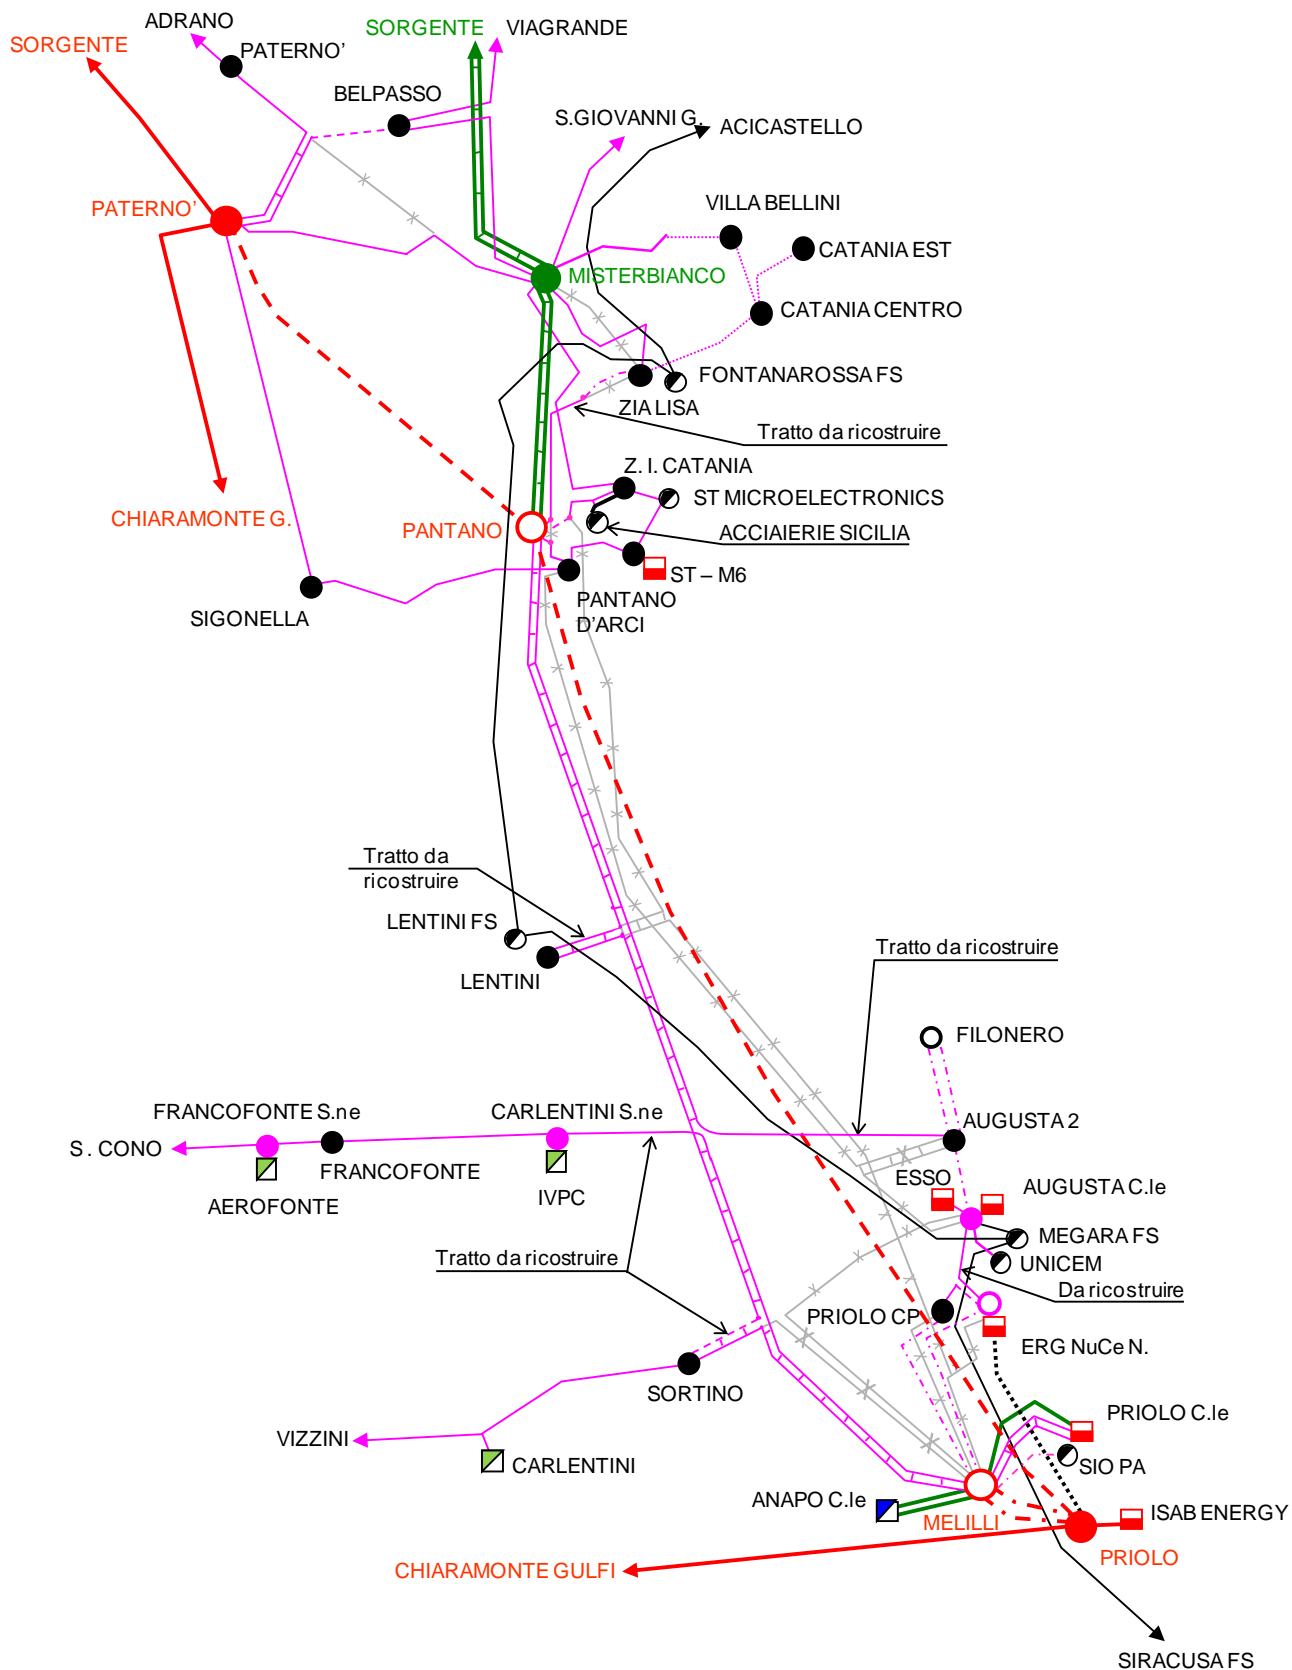 ADRANO
SORGENTE
VIAGRANDE
SORGENTE
PATERNO’
BELPASSO
S.GIOVANNI G.
ACICASTELLO
PATERNO’
VILLA BELLINI
CATANIA EST
MISTERBIANCO
CATANIA CENTRO
FONTANAROSSA FS
ZIA LISA
Tratto da ricostruire
Z. I. CATANIA
ST MICROELECTRONICS
CHIARAMONTE G.
PANTANO
ACCIAIERIE SICILIA
ST – M6
SIGONELLA
PANTANO
D’ARCI
Tratto da
ricostruire
LENTINI FS
LENTINI
Tratto da ricostruire
FILONERO
FRANCOFONTE S.ne
CARLENTINI S.ne
AUGUSTA 2
S. CONO
FRANCOFONTE
ESSO
AUGUSTA C.le
AEROFONTE
IVPC
MEGARA FS
Tratto da ricostruire
UNICEM
Da ricostruire
PRIOLO CP
ERG NuCe N.
SORTINO
PRIOLO C.le
VIZZINI
CARLENTINI
SIO PA
ANAPO C.le
MELILLI
ISAB ENERGY
PRIOLO
CHIARAMONTE GULFI
SIRACUSA FS